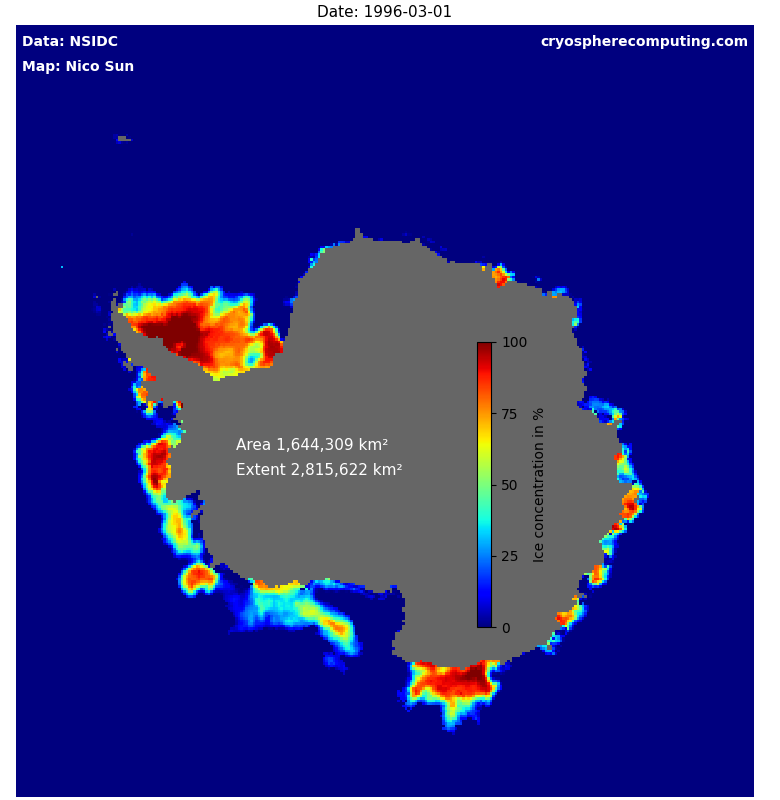 Date: 1996-03-01
Data: NSIDC
cryospherecomputing.com
Map: Nico Sun
100
75
50
25
0
Ice concentration in %
Area 1,644,309 km²
Extent 2,815,622 km²